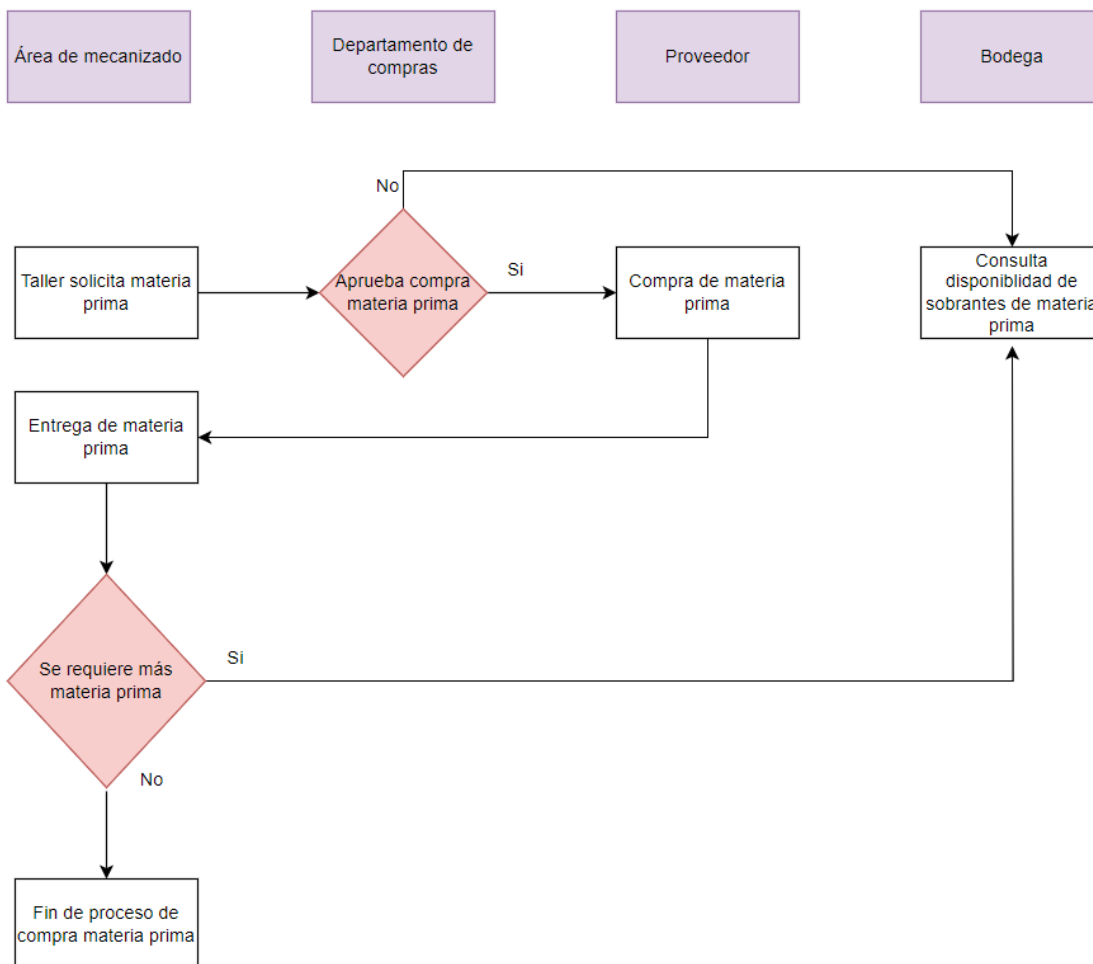 Área de mecanizado
Departamento de
compras
Proveedor
Bodega
No
Taller solicita materia
prima
Aprueba compra
materia prima
Si
Compra de materia
prima
Consulta
disponiblidad de
sobrantes de materia
prima
Entrega de materia
prima
Se requiere más
materia prima
Si
No
Fin de proceso de
compra materia prima